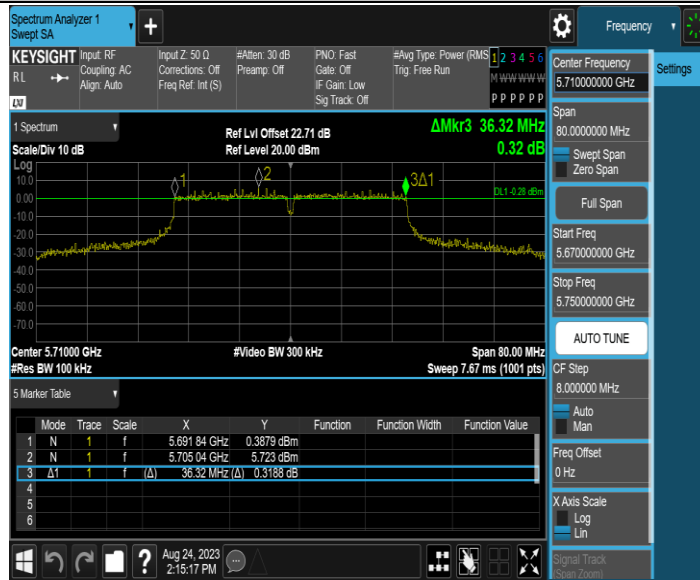 Spectrum Analyzer 1
Swept SA
Frequency
KEYSIGHT
RL
LXI
Input: RF
Coupling: AC
Align: Auto
Input Z: 50 Ω
Corrections: Off
Freq Ref: Int (S)
#Atten: 30 dB
Preamp: Off
PNO: Fast
Gate: Off
IF Gain: Low
Sig Track: Off
#Avg Type: Power (RMS
Trig: Free Run
1 2 3 4 5 6
M W W W W W
P P P P P P
1 Spectrum
Scale/Div 10 dB
Ref Lvl Offset 22.71 dB
Ref Level 20.00 dBm
ΔMkr3 36.32 MHz
0.32 dB
Log
10.0
0.00
-10.0
-20.0
-30.0
-40.0
-50.0
-60.0
-70.0
1
2
3Δ1
DL1 -0.28 dBm
Center 5.71000 GHz
#Res BW 100 kHz
#Video BW 300 kHz
Span 80.00 MHz
Sweep 7.67 ms (1001 pts)
5 Marker Table
Mode Trace Scale X Y Function Function Width Function Value
1 N 1 f 5.691 84 GHz 0.3879 dBm
2 N 1 f 5.705 04 GHz 5.723 dBm
3 Δ1 1 f (Δ) 36.32 MHz (Δ) 0.3188 dB
4
5
6
Aug 24, 2023
2:15:17 PM
Center Frequency
5.710000000 GHz
Settings
Span
80.0000000 MHz
Swept Span
Zero Span
Full Span
Start Freq
5.670000000 GHz
Stop Freq
5.750000000 GHz
AUTO TUNE
CF Step
8.000000 MHz
Auto
Man
Freq Offset
0 Hz
X Axis Scale
Log
Lin
Signal Track
(Span Zoom)